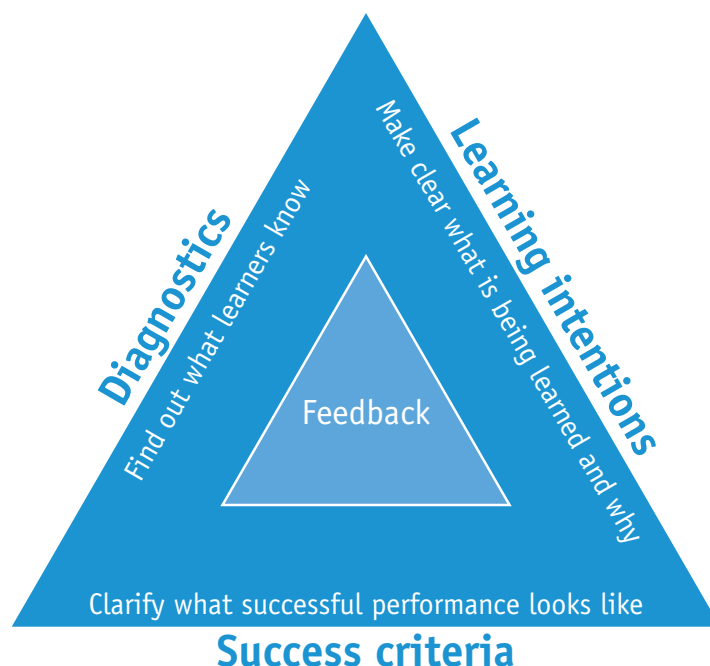 Diagnostics
Find out what learners know
Learning intentions
Make clear what is being learned and why
Feedback
Clarify what successful performance looks like
Success criteria